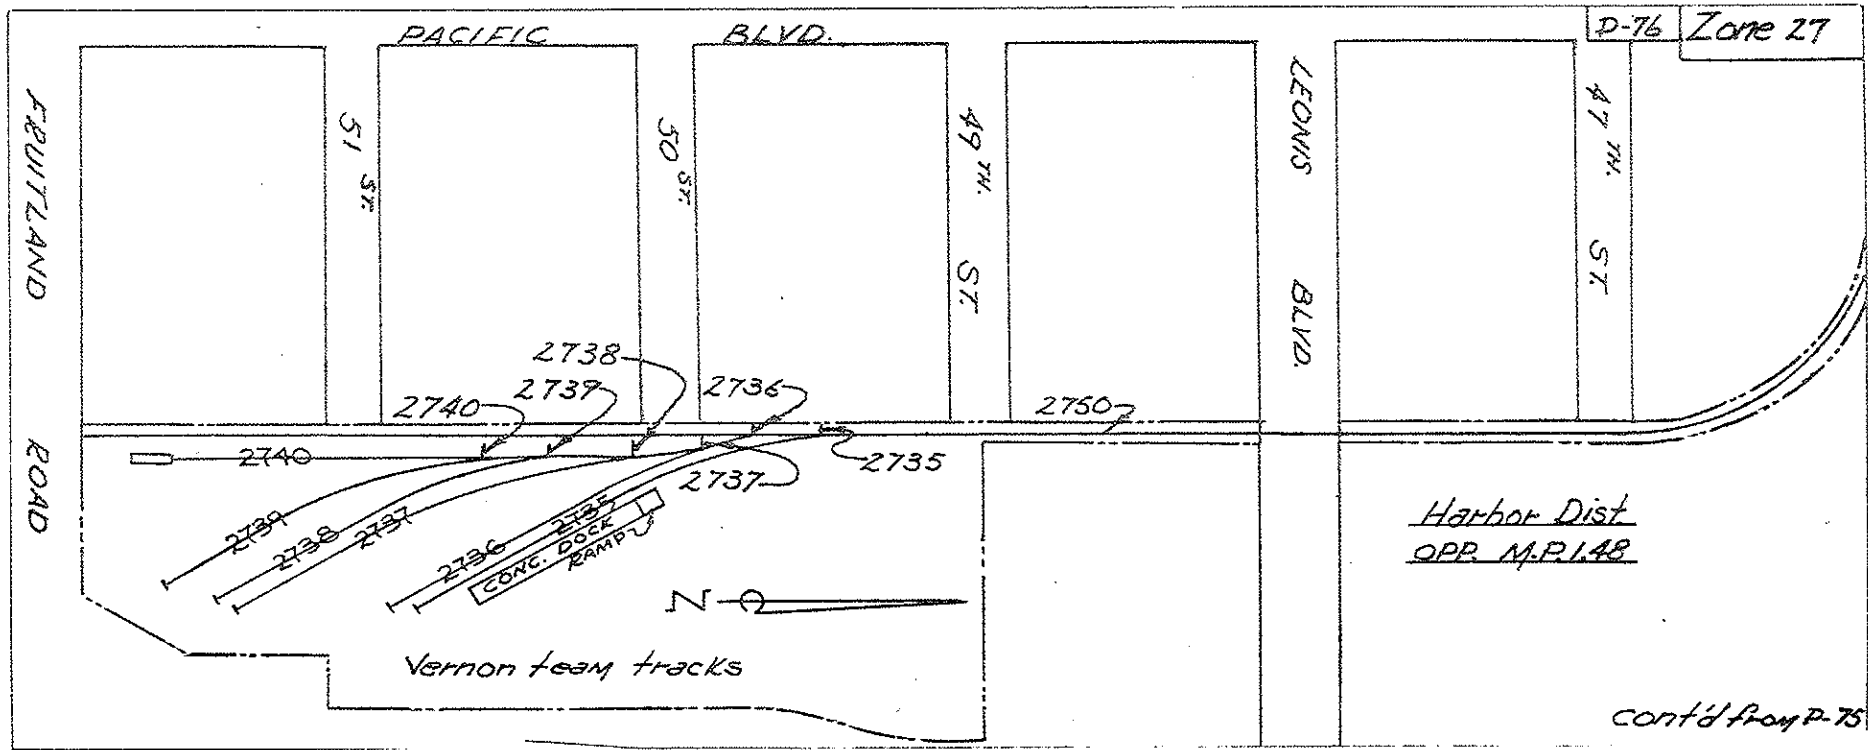 PACIFIC BLVD.
D-76
Zone 27
FRUITLAND ROAD
51 ST.
50 ST.
49 TH. ST.
LEONIS BLVD.
47 TH. ST.
2738
2739
2740
2736
2750
2740
2737
2735
2739
2738
2737
2736
2735
CONC. DOCK
RAMP
Harbor Dist.
OPP. M.P.1.48
N
Vernon team tracks
cont'd from P-75